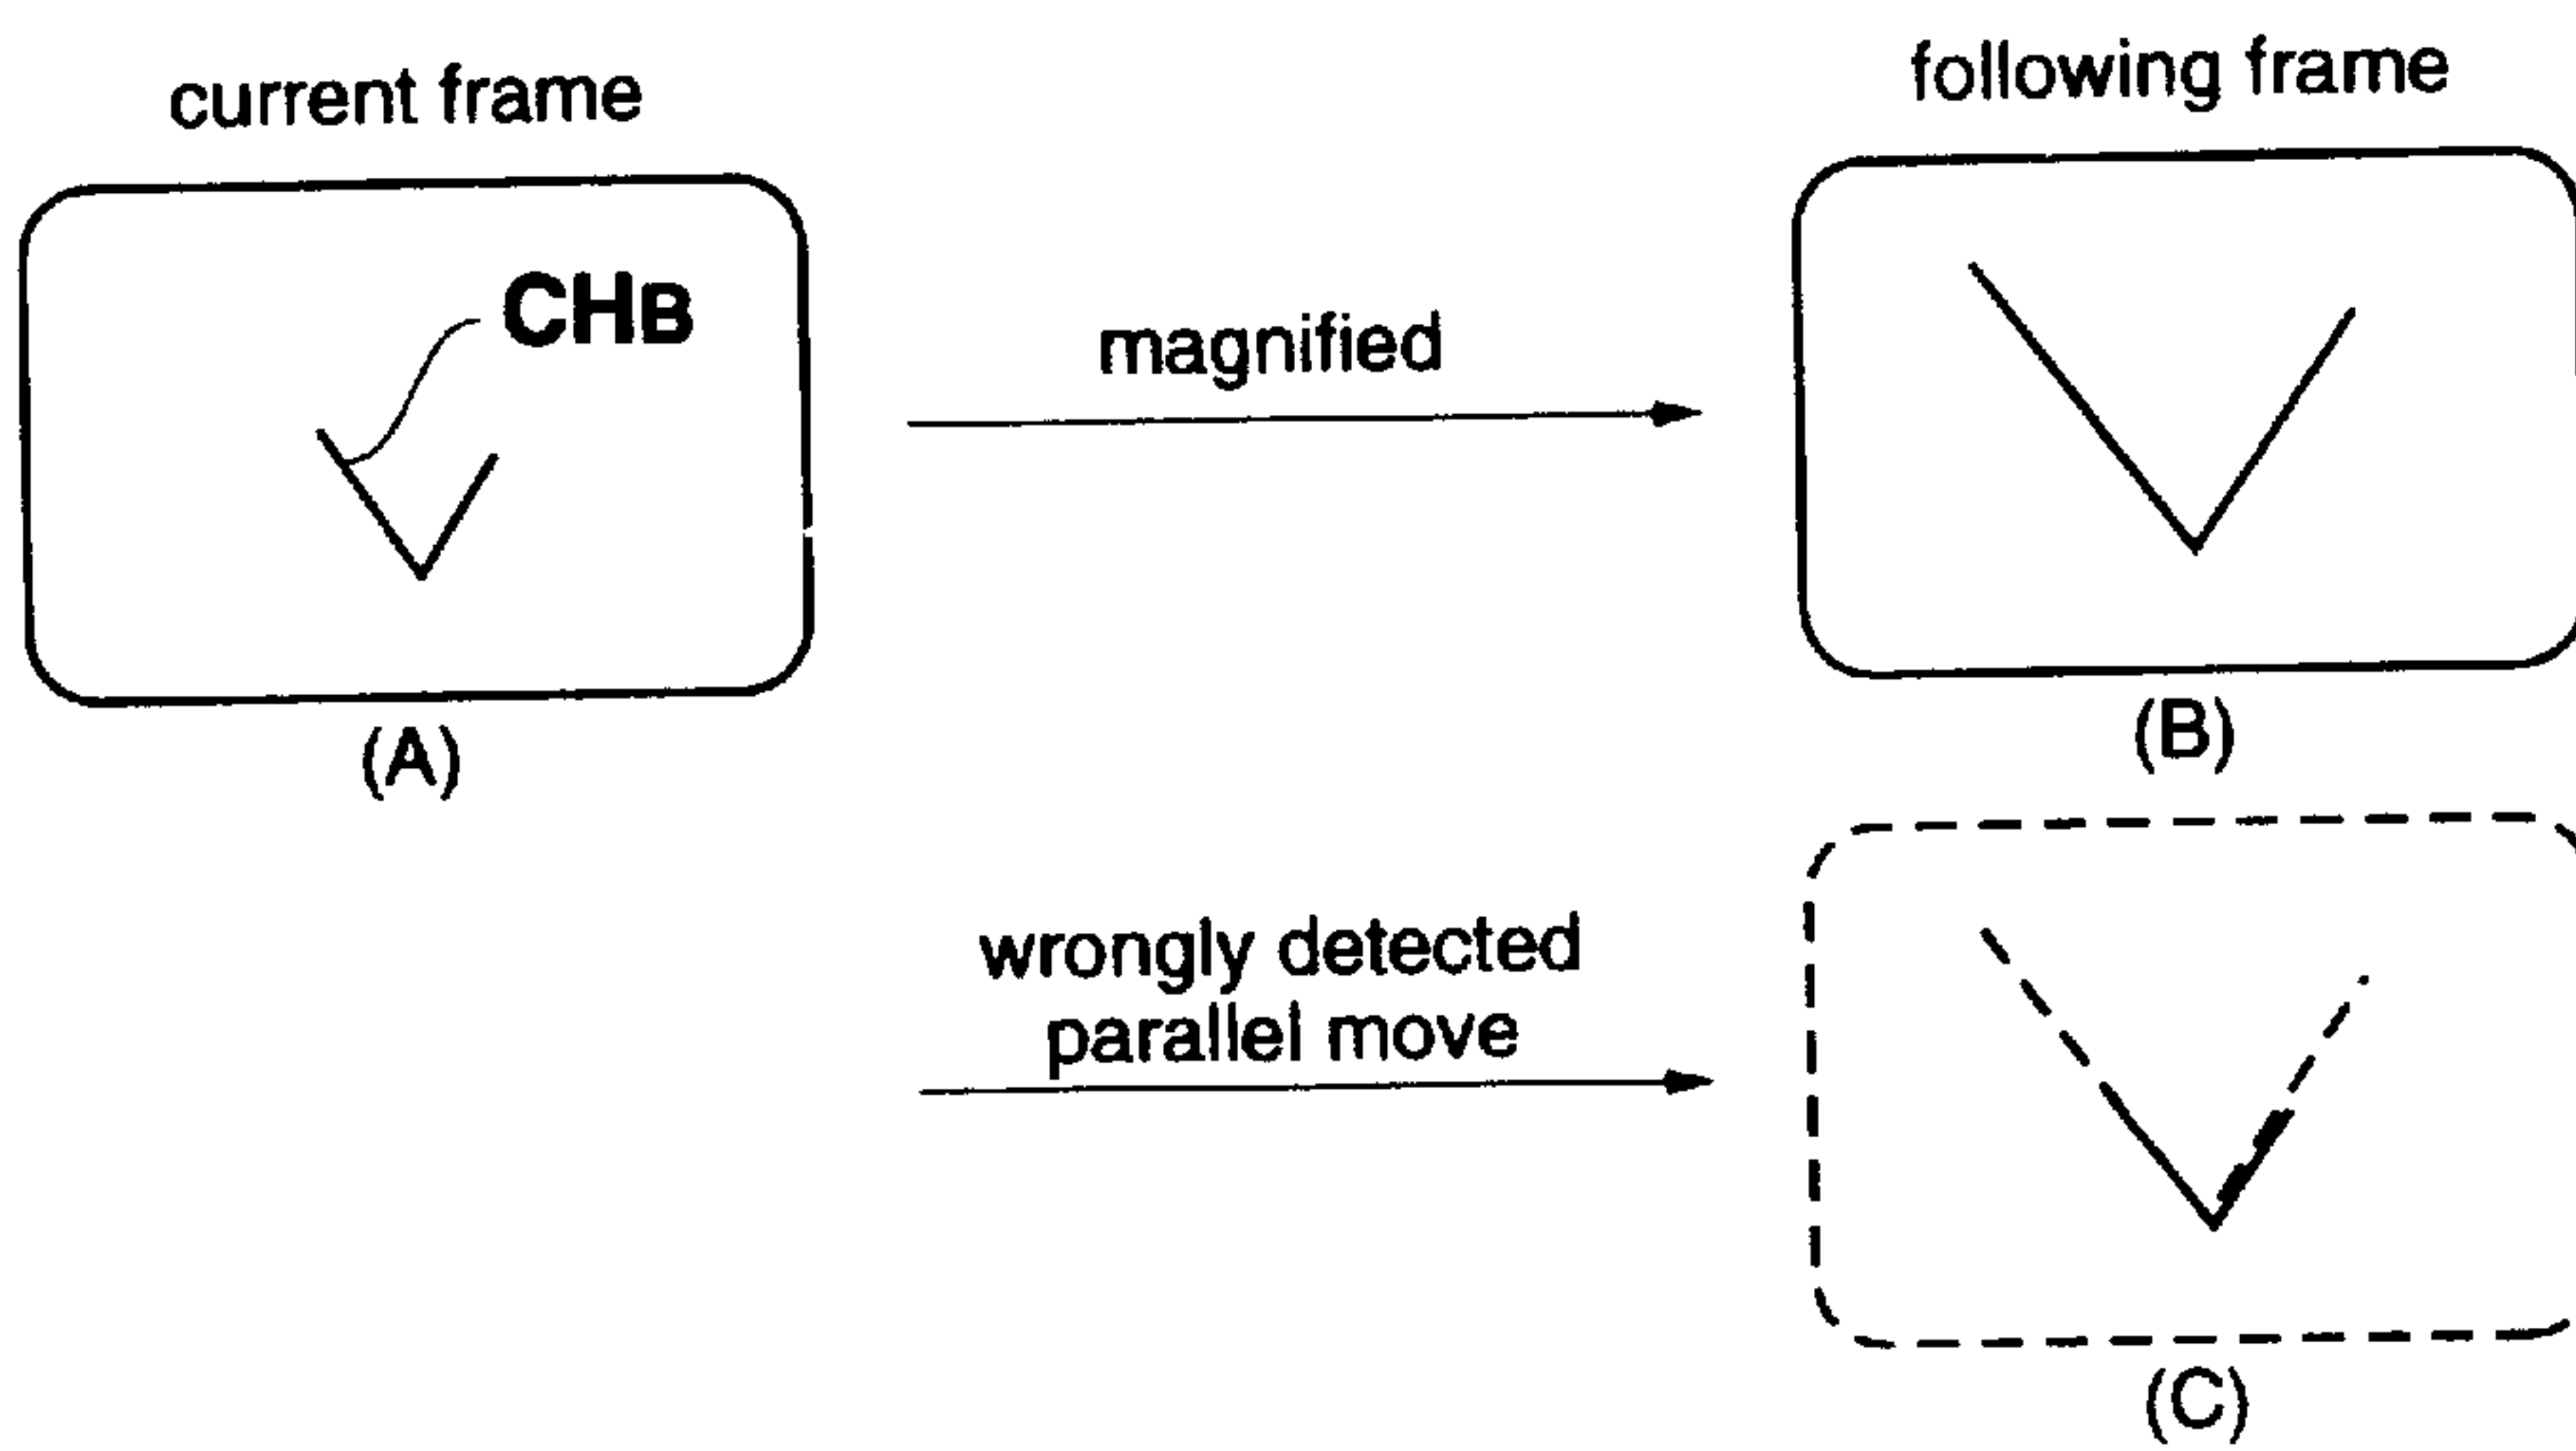 current frame
following frame
CHB
magnified
(A)
(B)
wrongly detected
parallel move
(C)